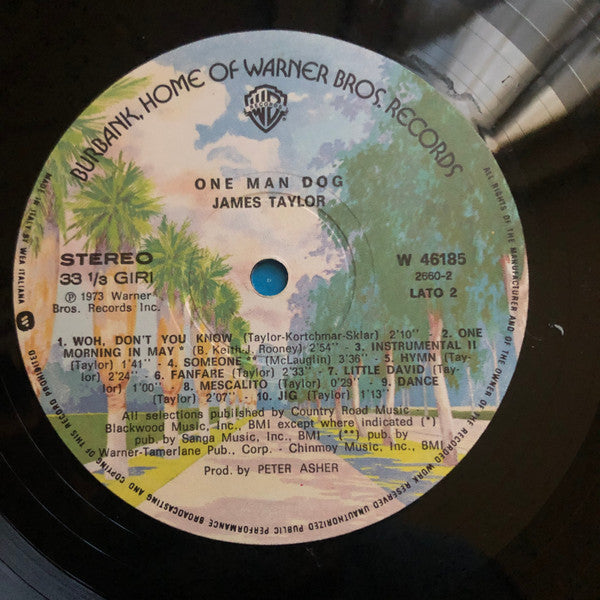 BURBANK, HOME OF WARNER BROS. RECORDS
W
RECORDS
ONE MAN DOG
JAMES TAYLOR
STEREO
33 1/3 GIRI
℗ 1973 Warner
Bros. Records Inc.
W 46185
2660-2
LATO 2
1. WOH, DON'T YOU KNOW (Taylor-Kortchmar-Sklar) 2'10" - 2. ONE
MORNING IN MAY * (B. Keith-J. Rooney) 2'54" - 3. INSTRUMENTAL II
(Taylor) 1'41" - 4. SOMEONE ** (McLaughlin) 3'36" - 5. HYMN (Tay-
lor) 2'24" - 6. FANFARE (Taylor) 2'33" - 7. LITTLE DAVID (Tay-
lor) 1'00" - 8. MESCALITO (Taylor) 0'29" - 9. DANCE
(Taylor) 2'07" - 10. JIG (Taylor) 1'13"
All selections published by Country Road Music -
Blackwood Music, Inc., BMI except where indicated (*)
pub. by Sanga Music, Inc., BMI - (**) pub. by
Warner-Tamerlane Pub., Corp. - Chinmoy Music, Inc., BMI
Prod. by PETER ASHER
MADE IN ITALY BY WEA ITALIANA
ALL RIGHTS OF THE MANUFACTURER AND OF THE OWNER OF THE RECORDED WORK RESERVED UNAUTHORIZED PUBLIC PERFORMANCE BROADCASTING AND COPYING OF THIS RECORD PROHIBITED